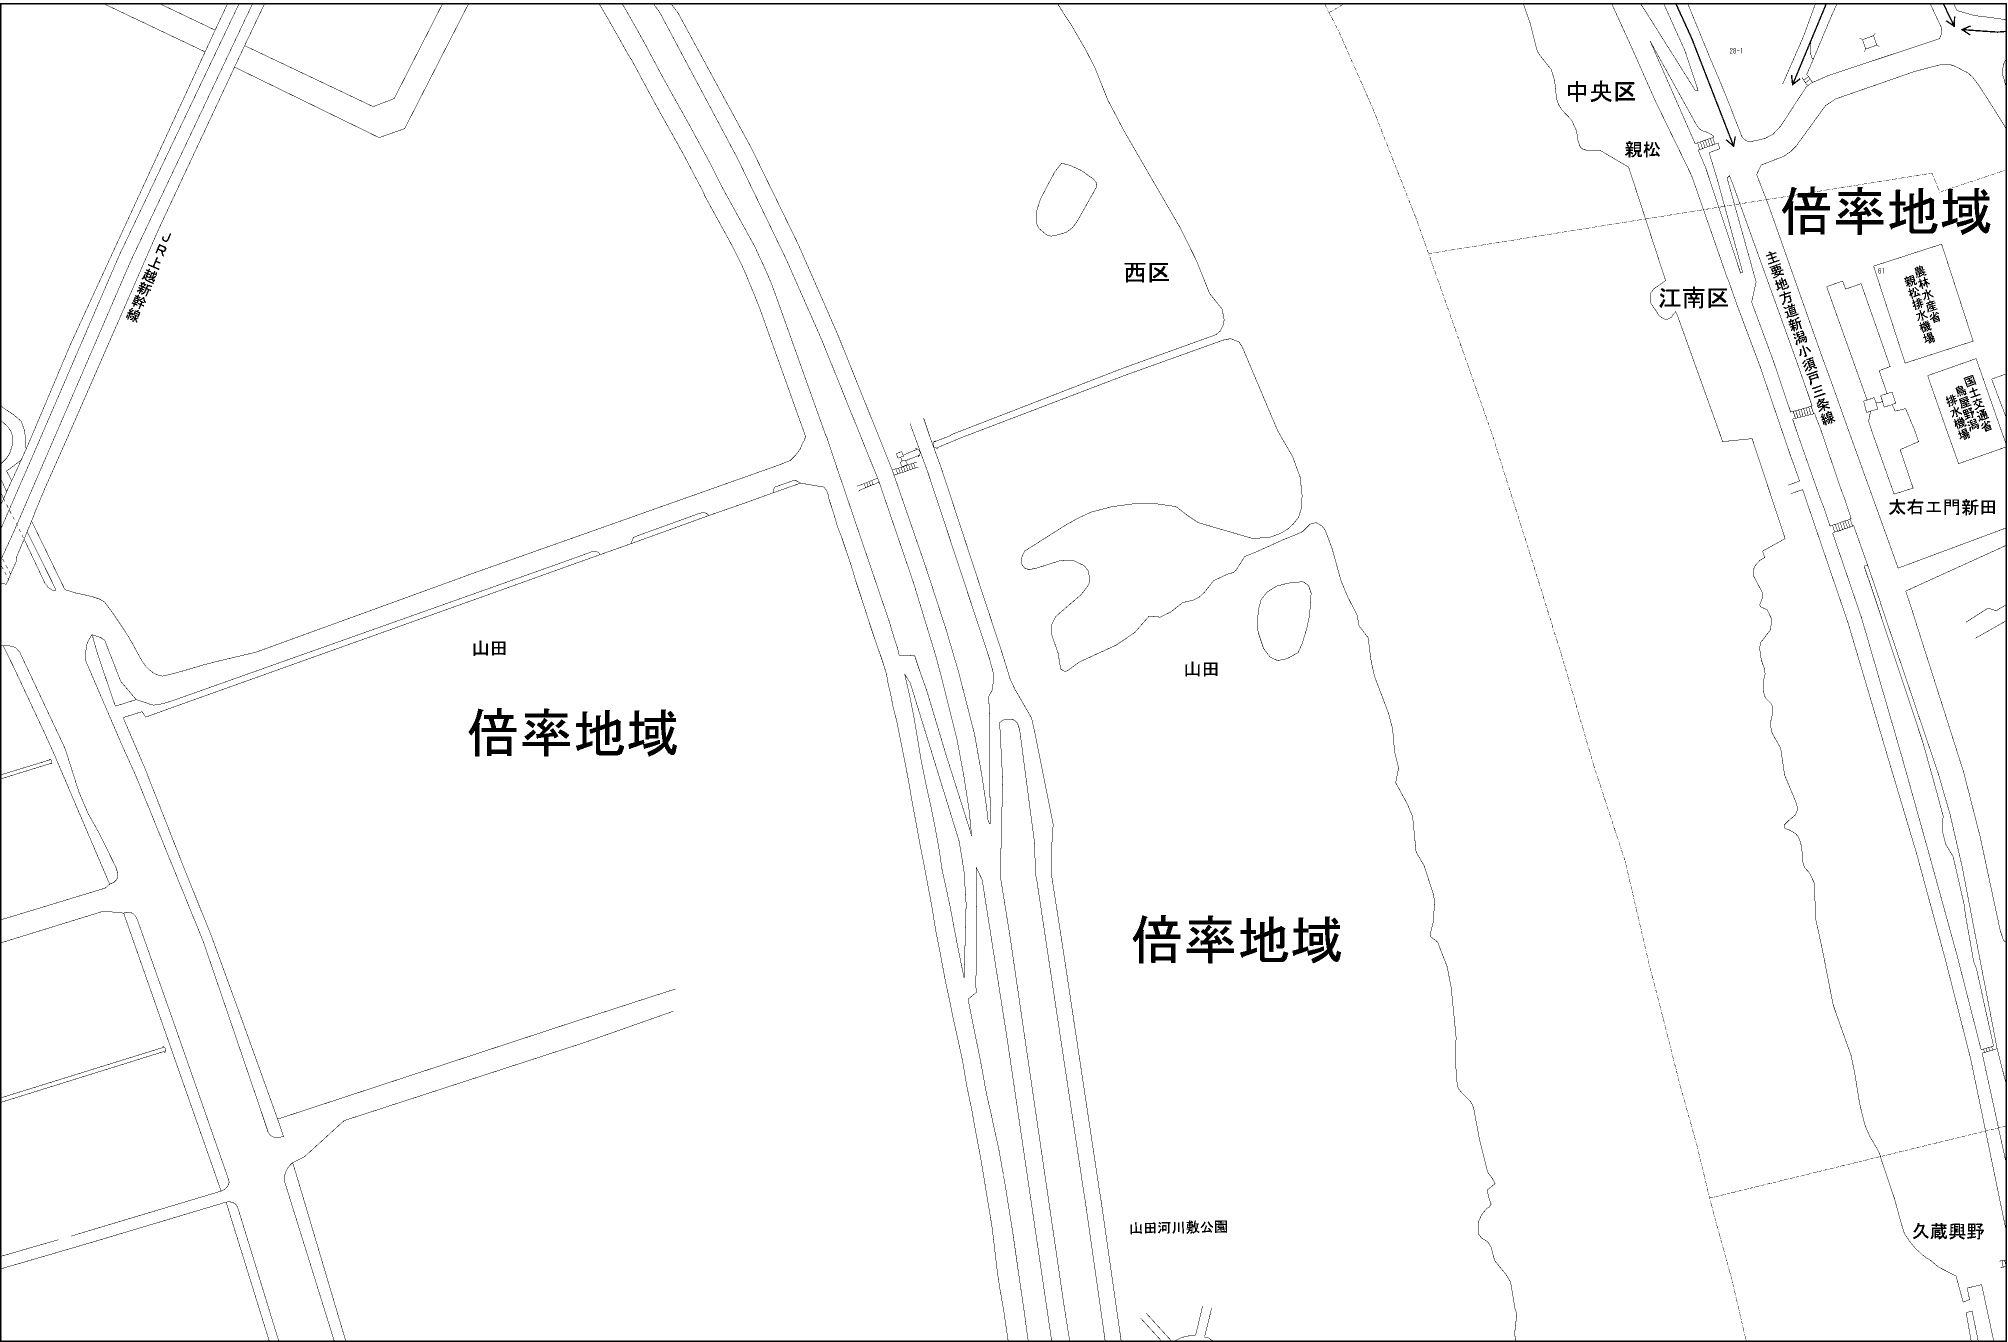 28-1
中央区
親松
倍率地域
JR上越新幹線
西区
江南区
主要地方道新潟小須戸三条線
61
農林水産省
親松排水機場
国土交通省
鳥屋野潟
排水機場
太右エ門新田
山田
山田
倍率地域
倍率地域
山田河川敷公園
久蔵興野